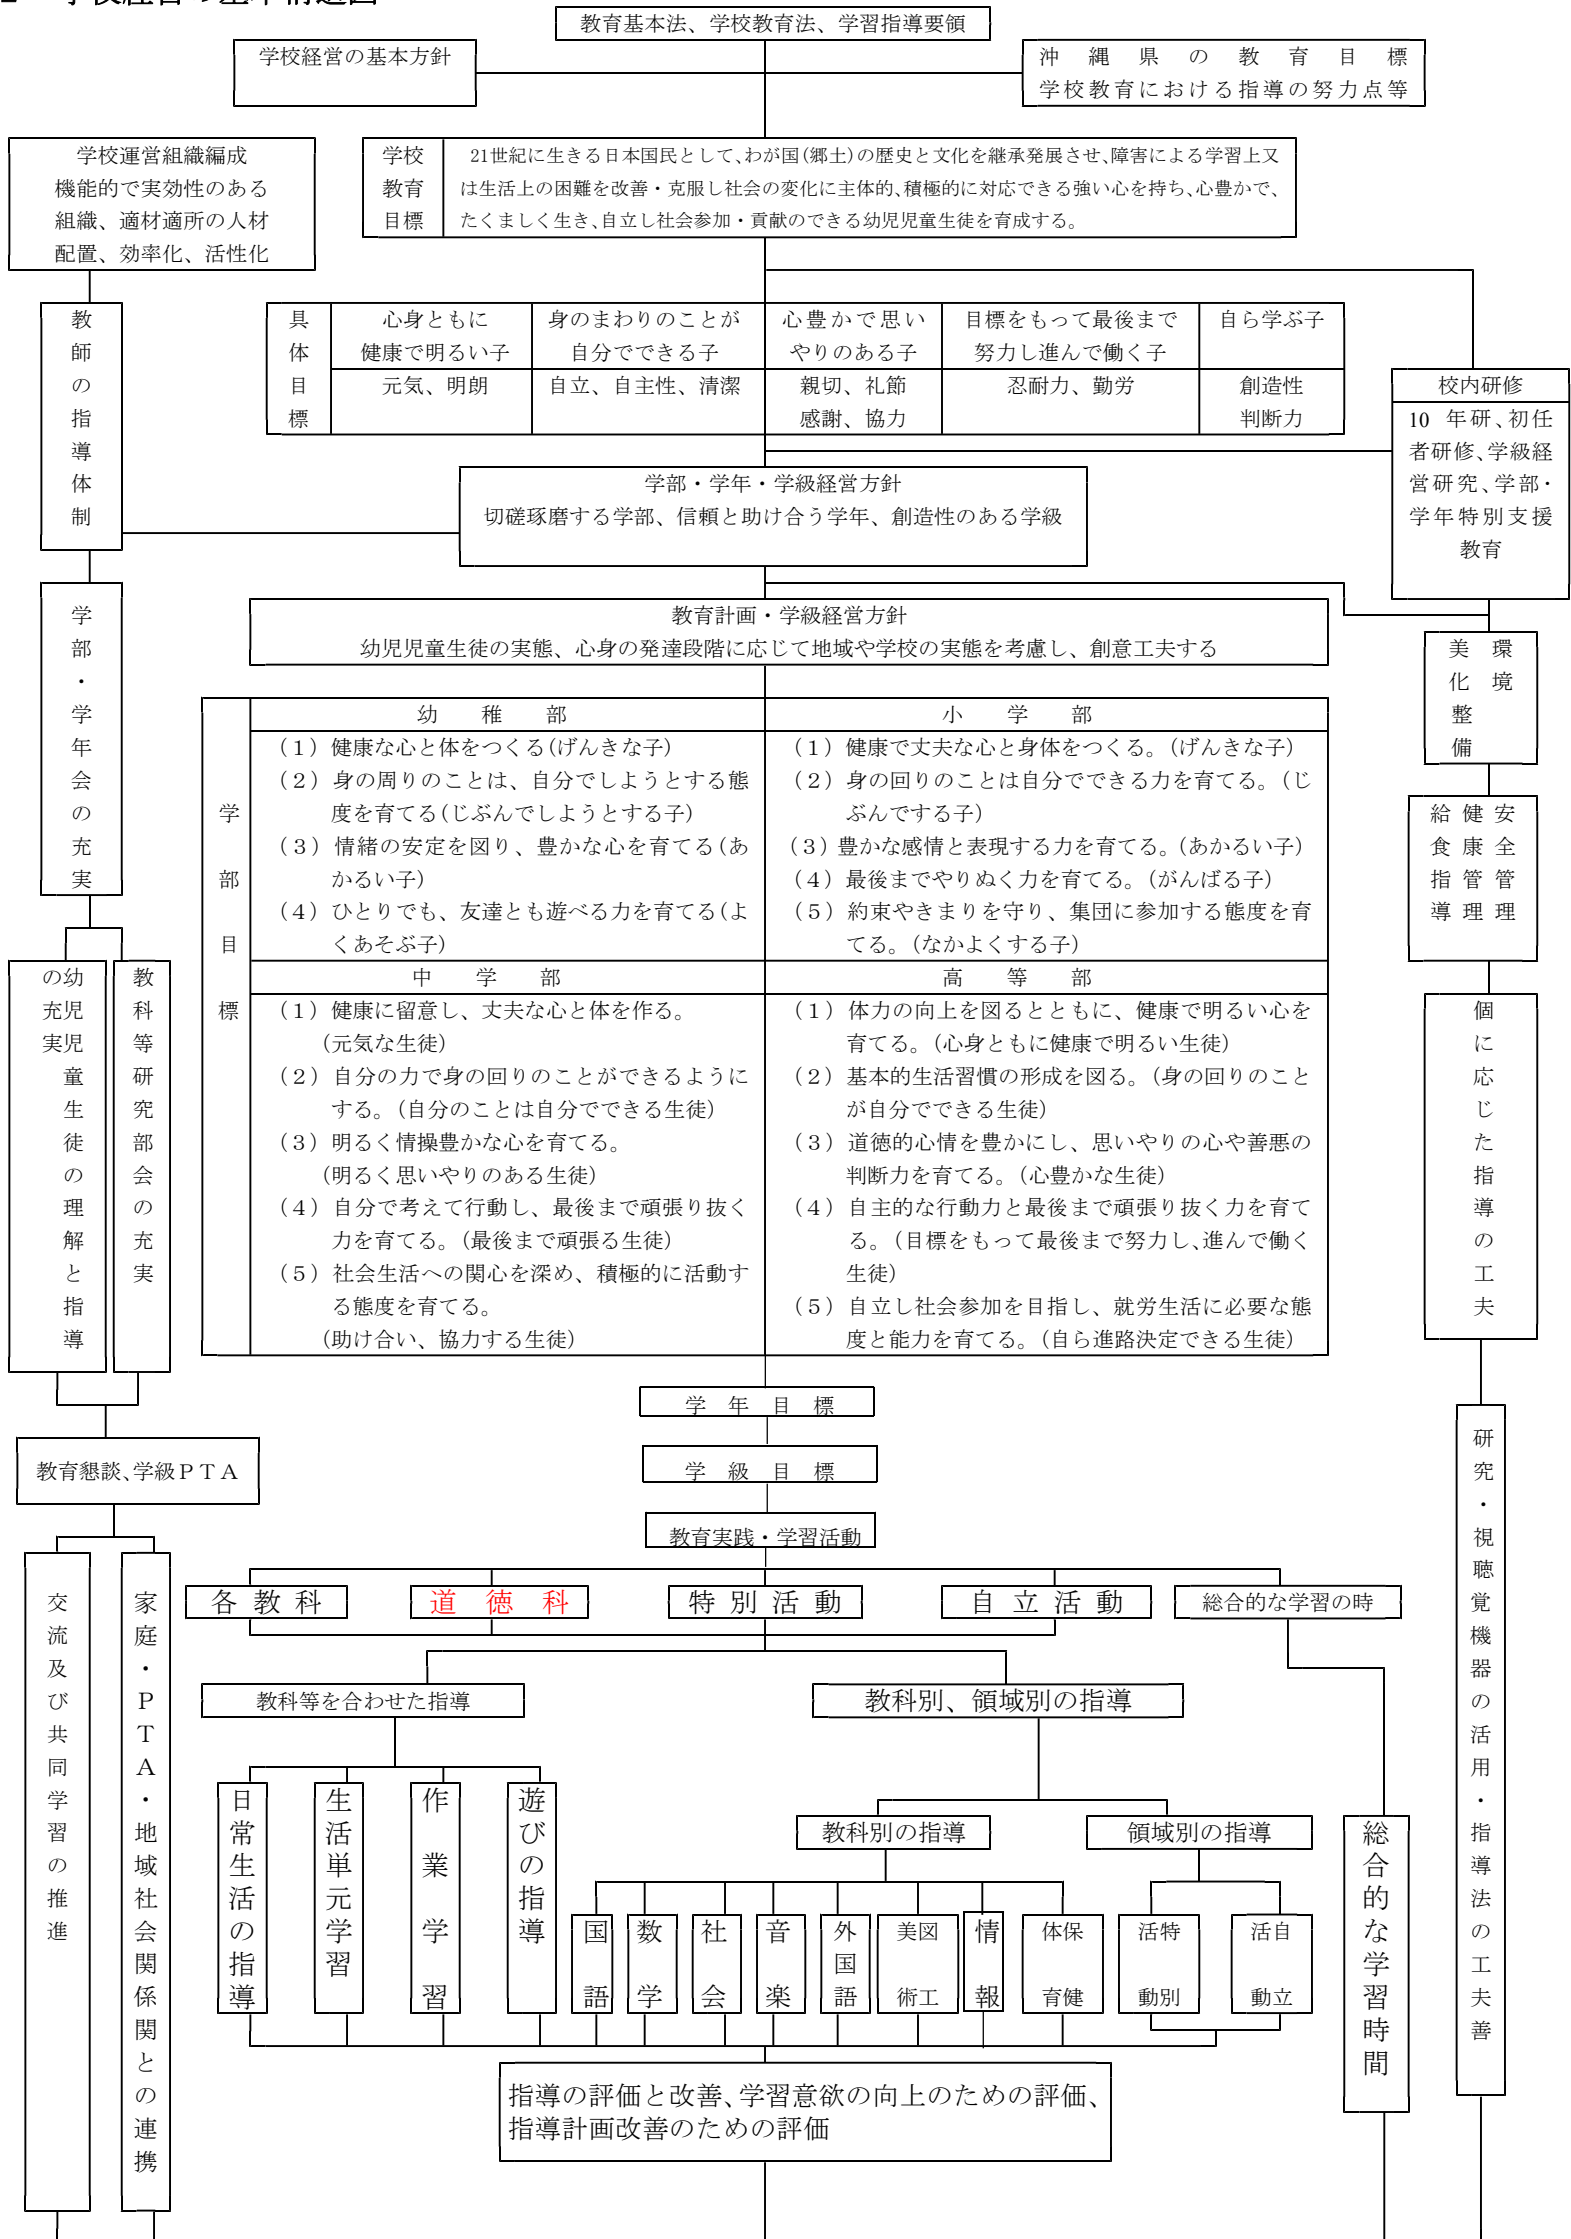 教育基本法、学校教育法、学習指導要領
学校経営の基本方針
沖縄県の教育目標
学校教育における指導の努力点等
学校運営組織編成
機能的で実効性のある
組織、適材適所の人材
配置、効率化、活性化
学校
教育
目標
21世紀に生きる日本国民として、わが国(郷土)の歴史と文化を継承発展させ、障害による学習上又
は生活上の困難を改善・克服し社会の変化に主体的、積極的に対応できる強い心を持ち、心豊かで、
たくましく生き、自立し社会参加・貢献のできる幼児児童生徒を育成する。
教師の指導体制
具体目標
心身ともに
健康で明るい子
身のまわりのことが
自分でできる子
心豊かで思い
やりのある子
目標をもって最後まで
努力し進んで働く子
自ら学ぶ子
元気、明朗
自立、自主性、清潔
親切、礼節
感謝、協力
忍耐力、勤労
創造性
判断力
校内研修
10 年研、初任
者研修、学級経
営研究、学部・
学年特別支援
教育
学部・学年・学級経営方針
切磋琢磨する学部、信頼と助け合う学年、創造性のある学級
学部・学年会の充実
教育計画・学級経営方針
幼児児童生徒の実態、心身の発達段階に応じて地域や学校の実態を考慮し、創意工夫する
環境
美化整備
安全管理
健康管理
給食指導
学部目標
幼 稚 部
(1) 健康な心と体をつくる(げんきな子)
(2) 身の周りのことは、自分でしようとする態
度を育てる(じぶんでしようとする子)
(3) 情緒の安定を図り、豊かな心を育てる(あ
かるい子)
(4) ひとりでも、友達とも遊べる力を育てる(よ
くあそぶ子)
小 学 部
(1) 健康で丈夫な心と身体をつくる。(げんきな子)
(2) 身の回りのことは自分でできる力を育てる。(じ
ぶんでする子)
(3) 豊かな感情と表現する力を育てる。(あかるい子)
(4) 最後までやりぬく力を育てる。(がんばる子)
(5) 約束やきまりを守り、集団に参加する態度を育
てる。(なかよくする子)
中 学 部
(1) 健康に留意し、丈夫な心と体を作る。
(元気な生徒)
(2) 自分の力で身の回りのことができるように
する。(自分のことは自分でできる生徒)
(3) 明るく情操豊かな心を育てる。
(明るく思いやりのある生徒)
(4) 自分で考えて行動し、最後まで頑張り抜く
力を育てる。(最後まで頑張る生徒)
(5) 社会生活への関心を深め、積極的に活動す
る態度を育てる。
(助け合い、協力する生徒)
高 等 部
(1) 体力の向上を図るとともに、健康で明るい心を
育てる。(心身ともに健康で明るい生徒)
(2) 基本的生活習慣の形成を図る。(身の回りのこと
が自分でできる生徒)
(3) 道徳的心情を豊かにし、思いやりの心や善悪の
判断力を育てる。(心豊かな生徒)
(4) 自主的な行動力と最後まで頑張り抜く力を育て
る。(目標をもって最後まで努力し、進んで働く
生徒)
(5) 自立し社会参加を目指し、就労生活に必要な態
度と能力を育てる。(自ら進路決定できる生徒)
幼児児童生徒の理解と指導
の充実
教科等研究部会の充実
個に応じた指導の工夫
学 年 目 標
学 級 目 標
教育実践・学習活動
教育懇談、学級ＰＴＡ
交流及び共同学習の推進
家庭・ＰＴＡ・地域社会関係関との連携
研究・視聴覚機器の活用・指導法の工夫善
各教科
道徳科
特別活動
自立活動
総合的な学習の時
教科等を合わせた指導
教科別、領域別の指導
日常生活の指導
生活単元学習
作業学習
遊びの指導
教科別の指導
領域別の指導
国語
数学
社会
音楽
外国語
図工
美術
情報
保健
体育
特別
活動
自立
活動
総合的な学習時間
指導の評価と改善、学習意欲の向上のための評価、
指導計画改善のための評価